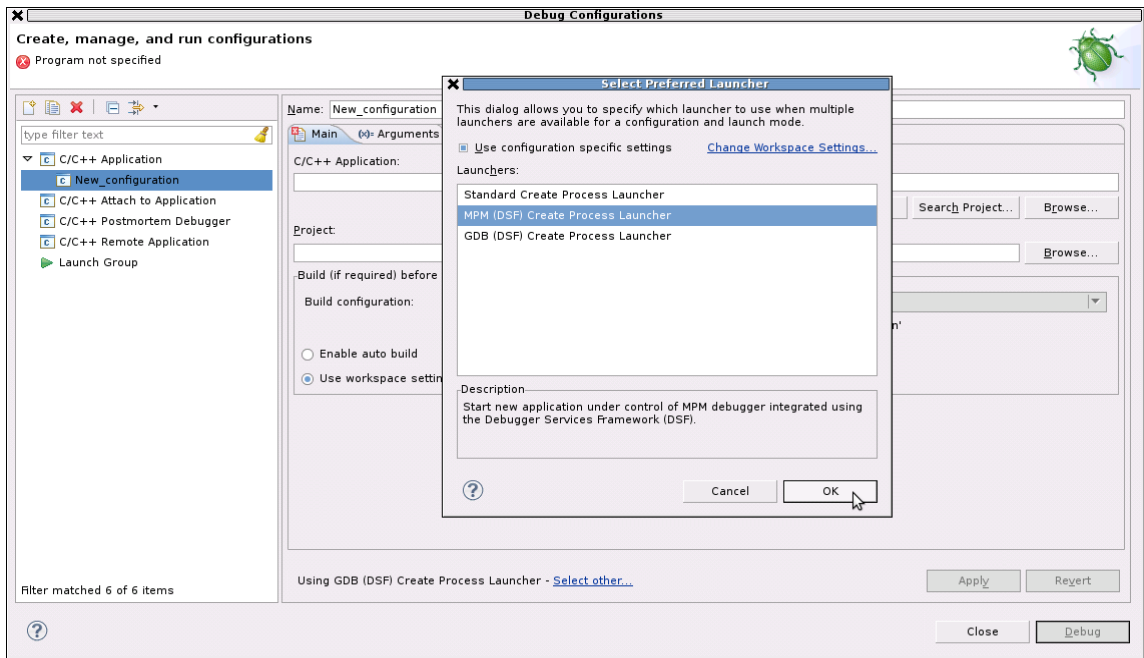 Debug Configurations
Create, manage, and run configurations
Program not specified
type filter text
C/C++ Application
New_configuration
C/C++ Attach to Application
C/C++ Postmortem Debugger
C/C++ Remote Application
Launch Group
Filter matched 6 of 6 items
Name: New_configuration
Main (x)= Arguments
C/C++ Application:
Search Project... Browse...
Project:
Browse...
Build (if required) before
Build configuration:
n'
Enable auto build
Use workspace settin
Using GDB (DSF) Create Process Launcher - Select other...
Apply Revert
Close Debug
Select Preferred Launcher
This dialog allows you to specify which launcher to use when multiple
launchers are available for a configuration and launch mode.
Use configuration specific settings Change Workspace Settings...
Launchers:
Standard Create Process Launcher
MPM (DSF) Create Process Launcher
GDB (DSF) Create Process Launcher
Description
Start new application under control of MPM debugger integrated using
the Debugger Services Framework (DSF).
Cancel OK